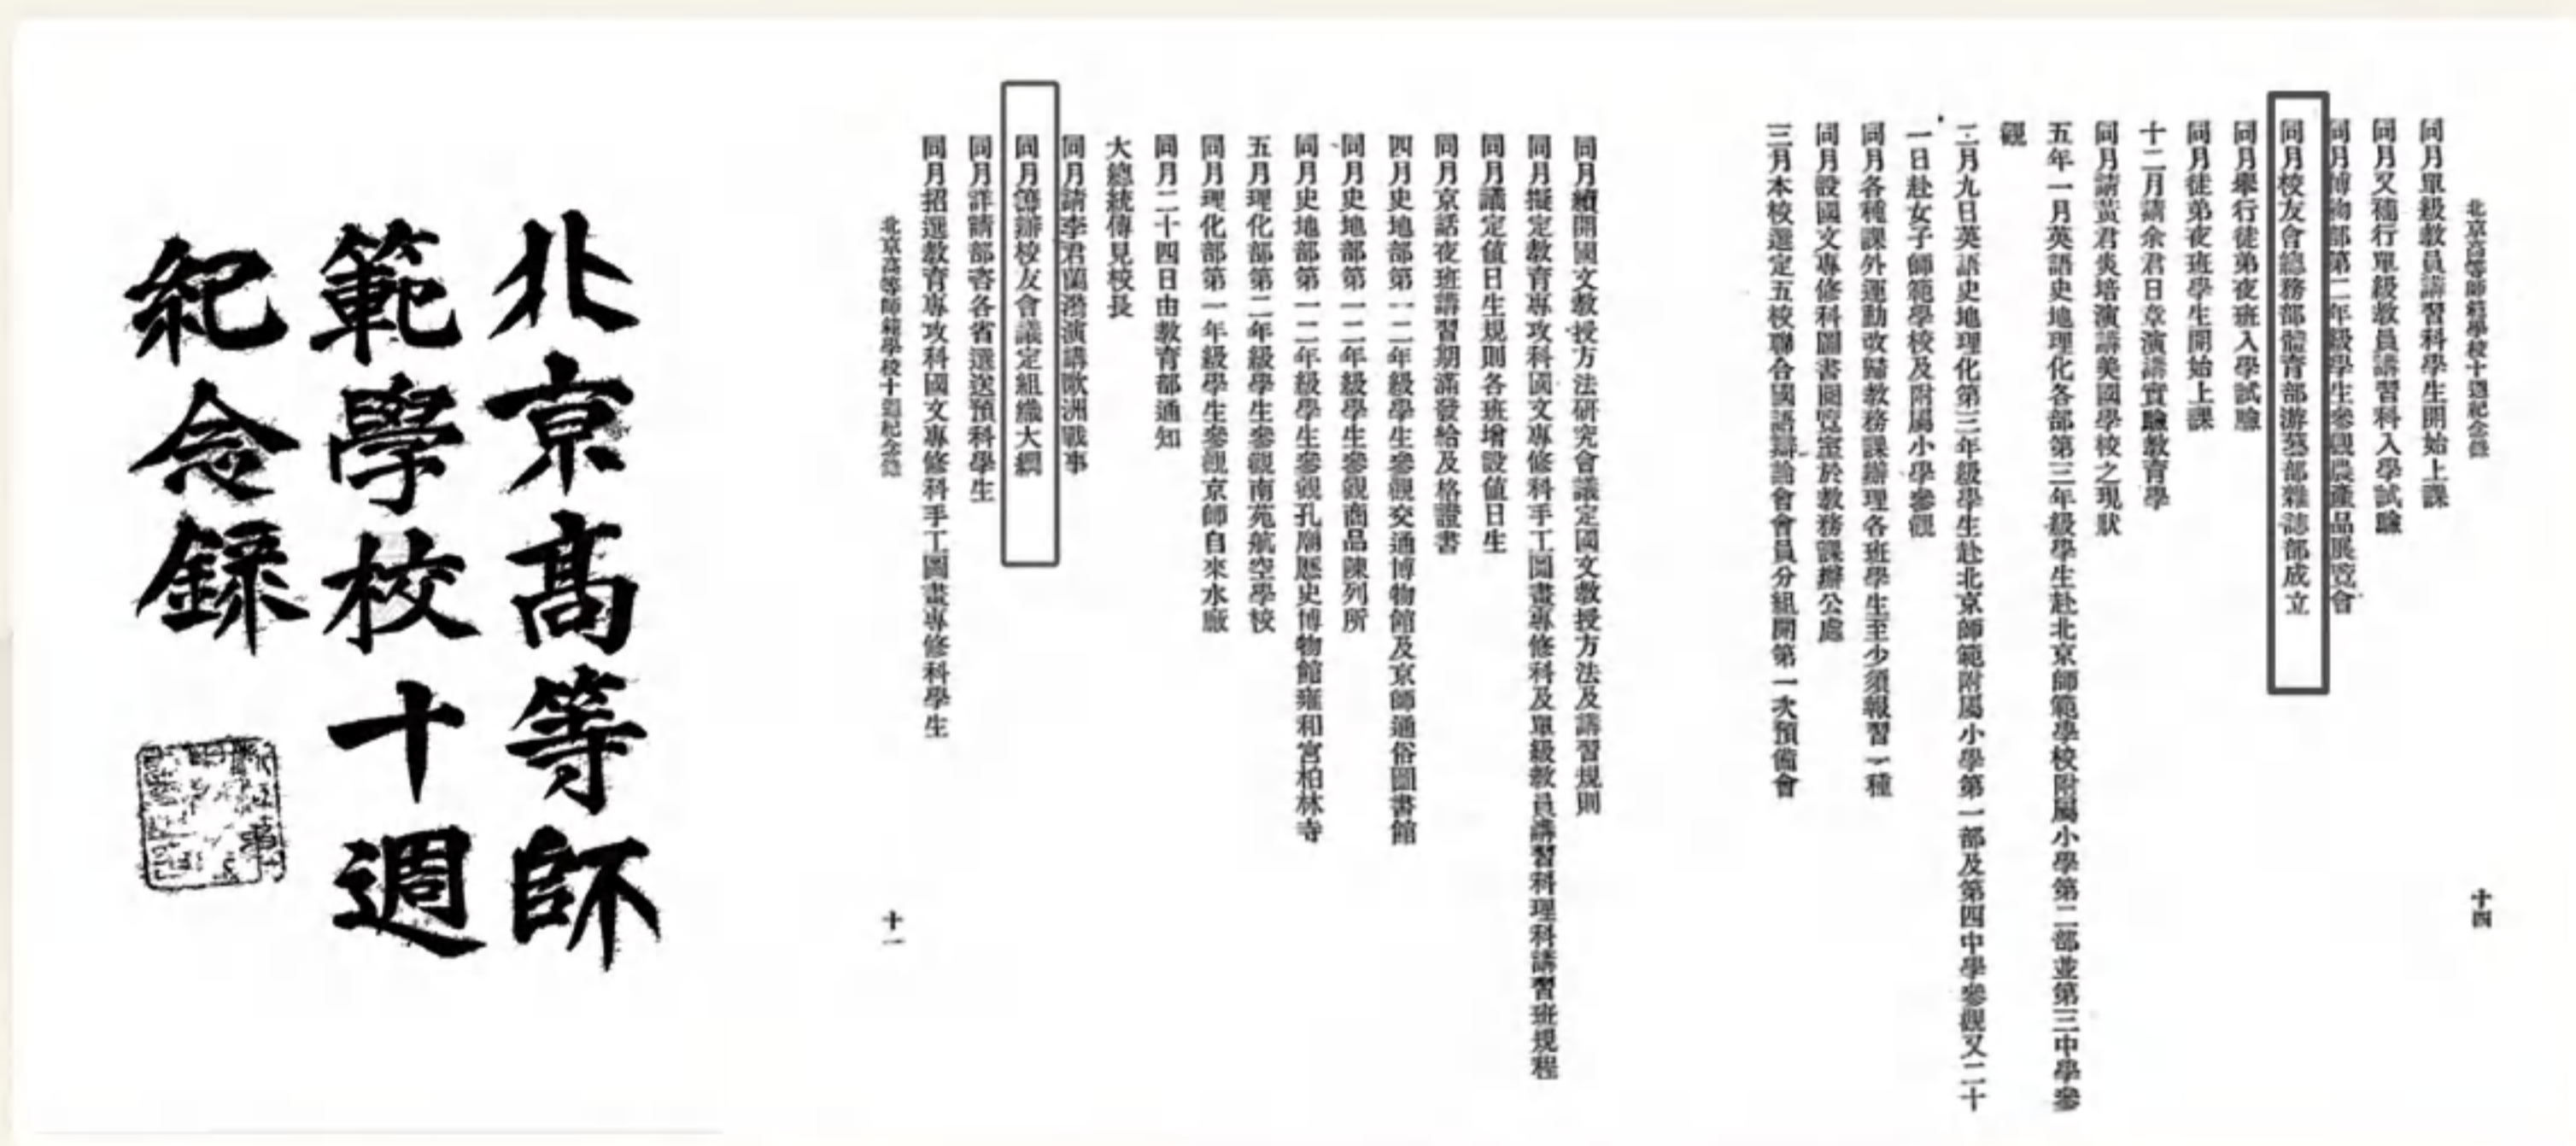 北京高等師
範學校十週
紀念錄
北京高等師範學校十週紀念錄
同月單級教員講習科學生開始上課
同月又補行單級教員講習科入學試驗
同月博物部第二年級學生參觀農產品展覽會
同月校友會總務部體育部游藝部雜誌部成立
同月舉行徒弟夜班入學試驗
同月徒弟夜班學生開始上課
十二月請余君日章演講實驗教育學
同月請黃君炎培演講美國學校之現狀
五年一月英語史地理化各部第三年級學生赴北京師範學校附屬小學第二部並第三中學參
觀
二月九日英語史地理化第三年級學生赴北京師範附屬小學第一部及第四中學參觀又二十
一日赴女子師範學校及附屬小學參觀
同月各種課外運動改歸教務課辦理各班學生至少須報習一種
同月設國文專修科圖書閱覽室於教務課辦公處
三月本校選定五校聯合國語辯論會會員分組開第一次預備會
十四
同月續開國文教授方法研究會議定國文教授方法及講習規則
同月擬定教育專攻科國文專修科手工圖畫專修科及單級教員講習科理科講習班規程
同月議定值日生規則各班增設值日生
同月京話夜班講習期滿發給及格證書
四月史地部第一二年級學生參觀交通博物館及京師通俗圖書館
同月史地部第一二年級學生參觀商品陳列所
同月史地部第一二年級學生參觀孔廟歷史博物館雍和宮柏林寺
五月理化部第二年級學生參觀南苑航空學校
同月理化部第一年級學生參觀京師自來水廠
同月二十四日由教育部通知
大總統傳見校長
同月請李君蘭演講歐洲戰事
同月籌辦校友會議定組織大綱
同月詳請部咨各省選送預科學生
同月招選教育專攻科國文專修科手工圖畫專修科學生
北京高等師範學校十週紀念錄
十一